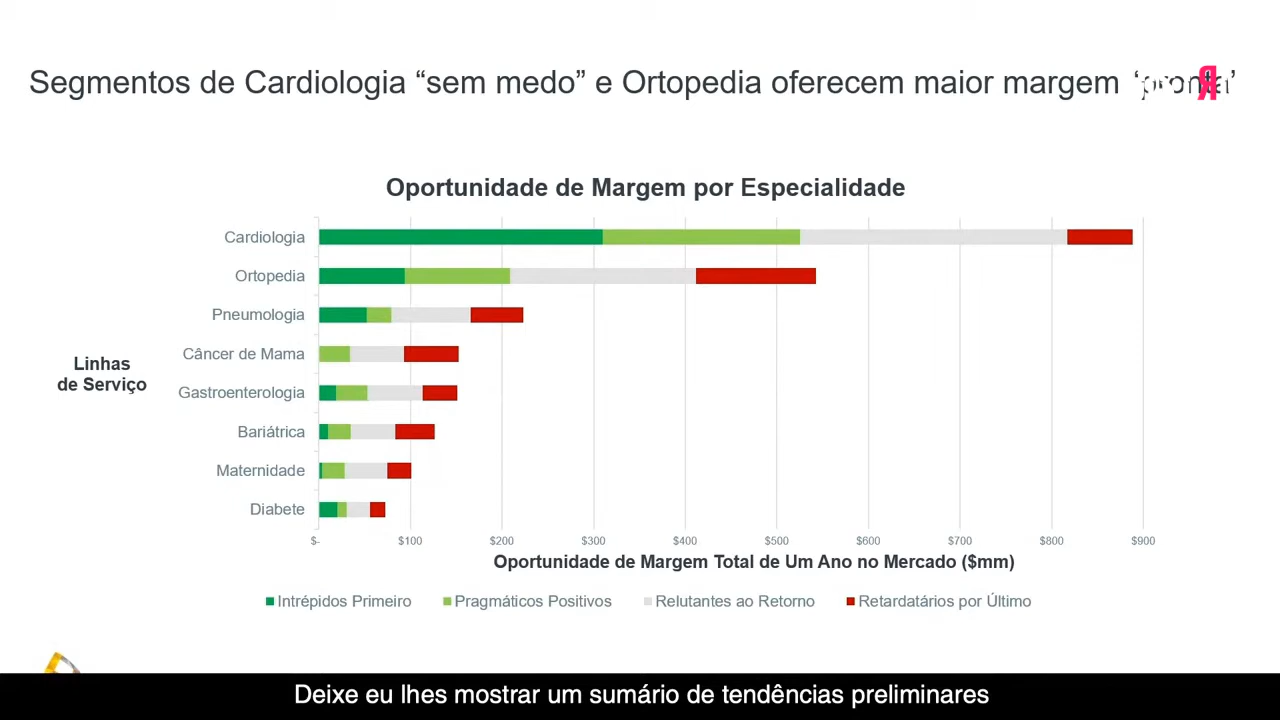 Segmentos de Cardiologia “sem medo” e Ortopedia oferecem maior margem
Oportunidade de Margem por Especialidade
Linhas
de Serviço
Cardiologia
Ortopedia
Pneumologia
Câncer de Mama
Gastroenterologia
Bariátrica
Maternidade
Diabete
$- $100 $200 $300 $400 $500 $600 $700 $800 $900
Oportunidade de Margem Total de Um Ano no Mercado ($mm)
Intrépidos Primeiro Pragmáticos Positivos Relutantes ao Retorno Retardatários por Último
Deixe eu lhes mostrar um sumário de tendências preliminares